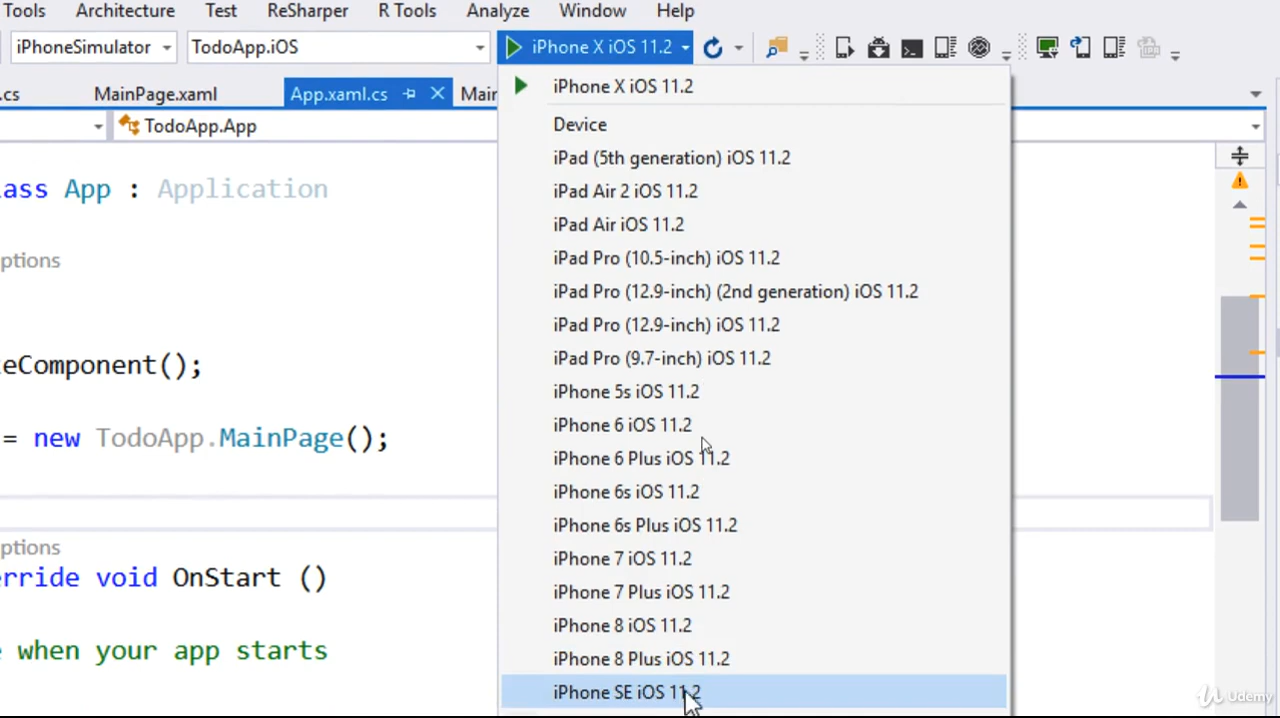 Tools Architecture Test ReSharper R Tools Analyze Window Help
iPhoneSimulator TodoApp.iOS iPhone X iOS 11.2
.cs MainPage.xaml App.xaml.cs Mair
TodoApp.App
iPhone X iOS 11.2
Device
iPad (5th generation) iOS 11.2
iPad Air 2 iOS 11.2
iPad Air iOS 11.2
iPad Pro (10.5-inch) iOS 11.2
iPad Pro (12.9-inch) (2nd generation) iOS 11.2
iPad Pro (12.9-inch) iOS 11.2
iPad Pro (9.7-inch) iOS 11.2
iPhone 5s iOS 11.2
iPhone 6 iOS 11.2
iPhone 6 Plus iOS 11.2
iPhone 6s iOS 11.2
iPhone 6s Plus iOS 11.2
iPhone 7 iOS 11.2
iPhone 7 Plus iOS 11.2
iPhone 8 iOS 11.2
iPhone 8 Plus iOS 11.2
iPhone SE iOS 11.2
ass App : Application
ptions
eComponent();
= new TodoApp.MainPage();
ptions
rride void OnStart ()
when your app starts
Udemy